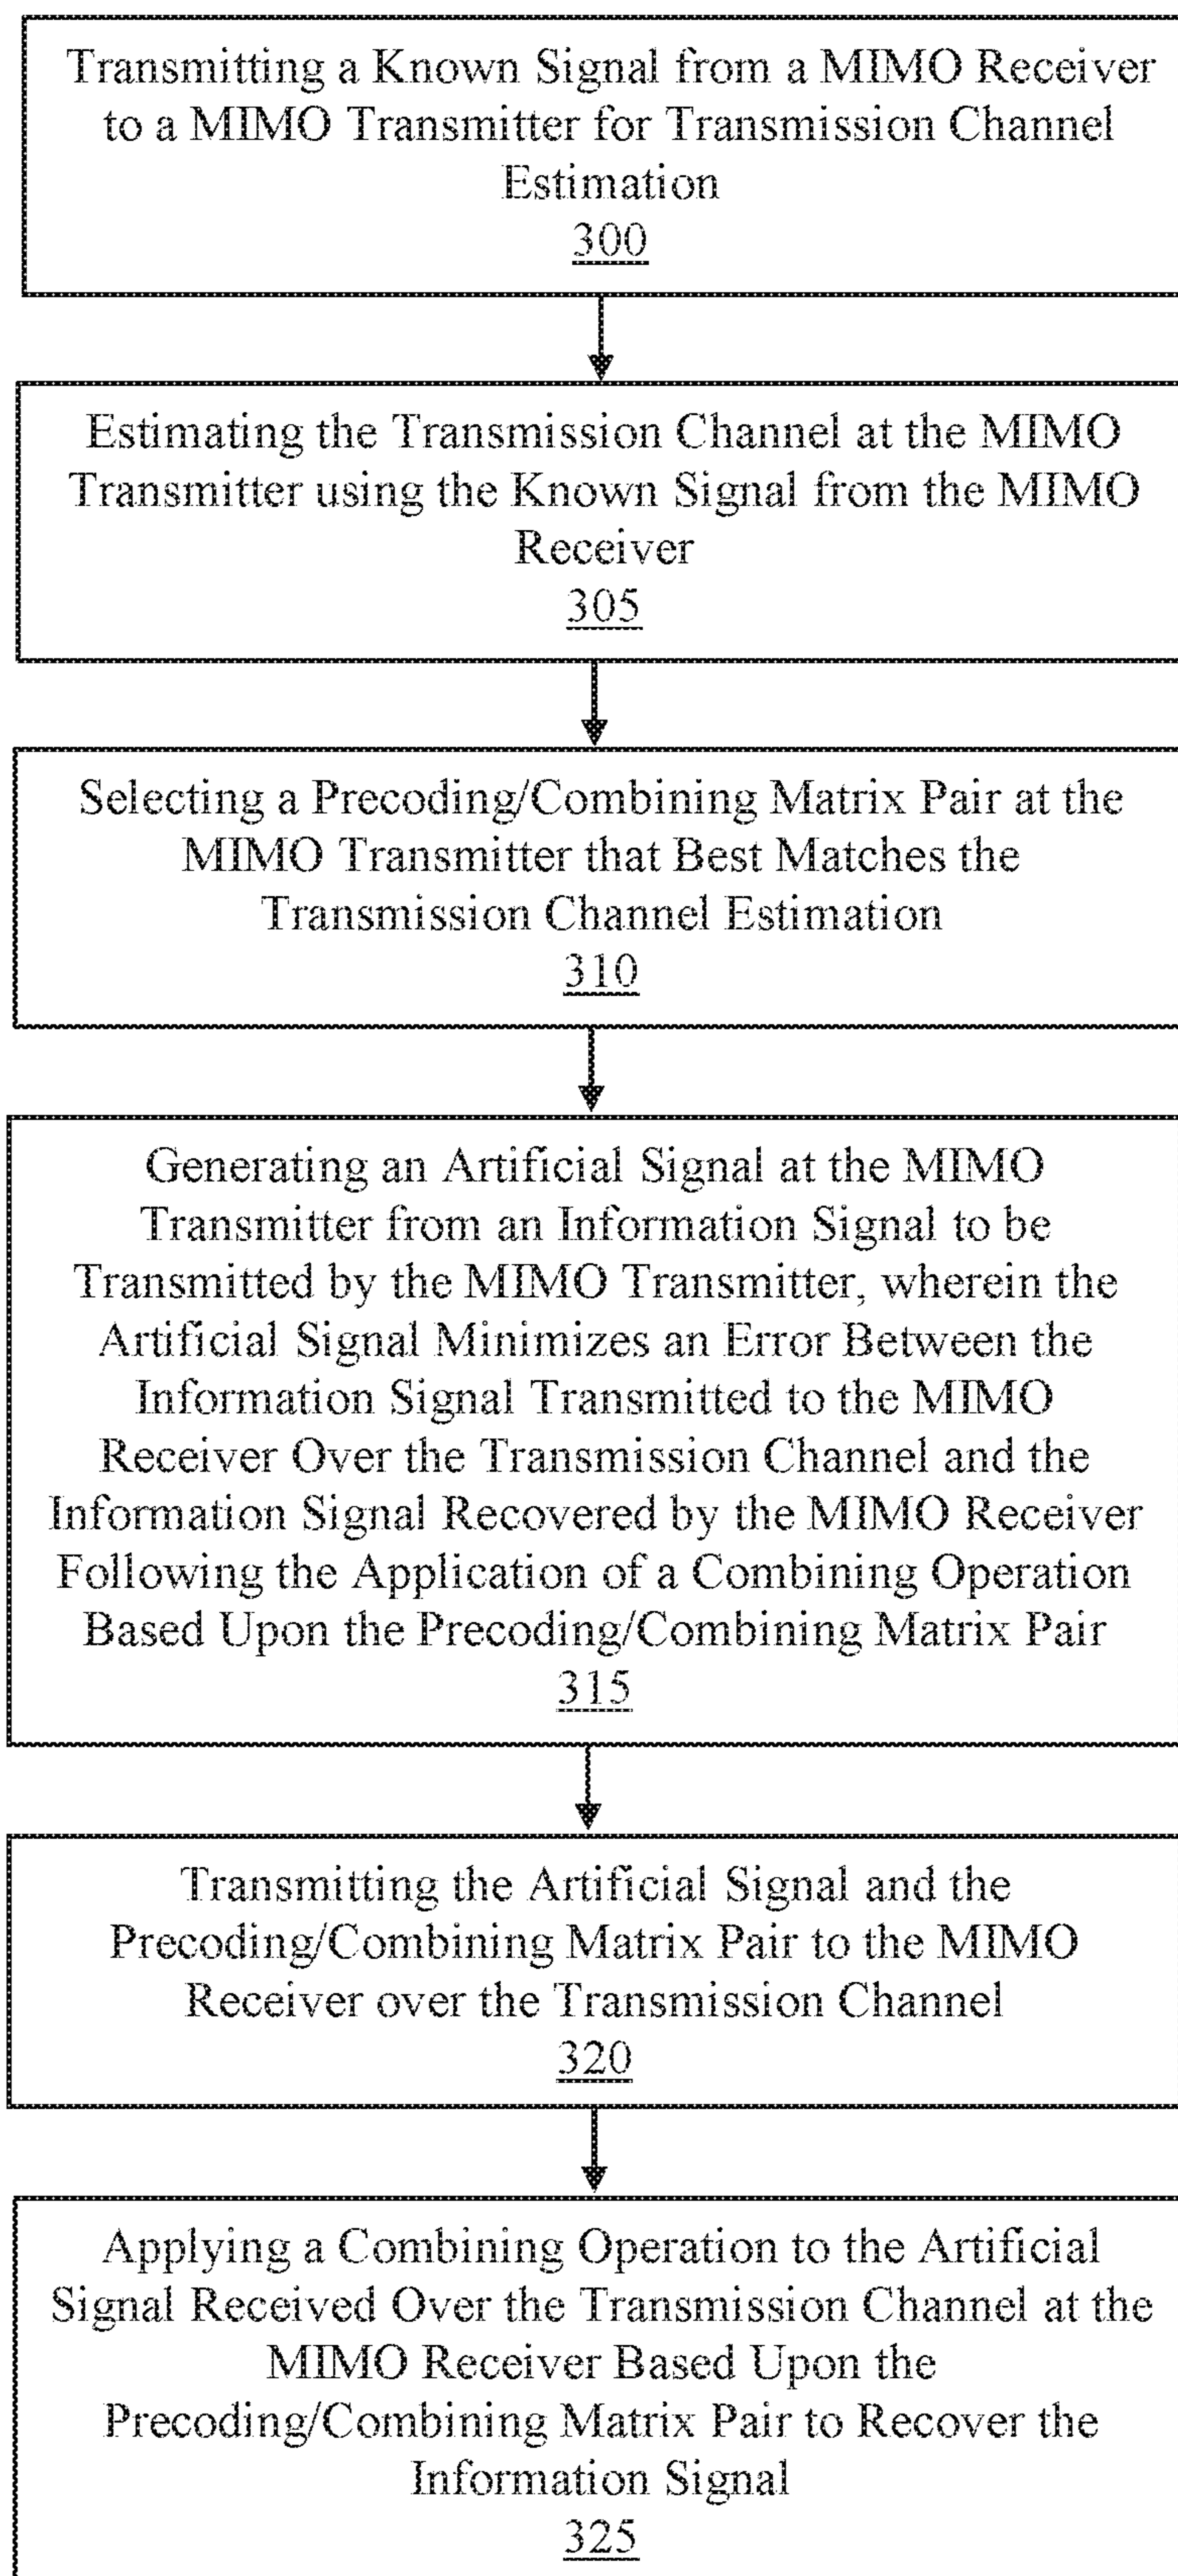 Transmitting a Known Signal from a MIMO Receiver
to a MIMO Transmitter for Transmission Channel
Estimation
300
Estimating the Transmission Channel at the MIMO
Transmitter using the Known Signal from the MIMO
Receiver
305
Selecting a Precoding/Combining Matrix Pair at the
MIMO Transmitter that Best Matches the
Transmission Channel Estimation
310
Generating an Artificial Signal at the MIMO
Transmitter from an Information Signal to be
Transmitted by the MIMO Transmitter, wherein the
Artificial Signal Minimizes an Error Between the
Information Signal Transmitted to the MIMO
Receiver Over the Transmission Channel and the
Information Signal Recovered by the MIMO Receiver
Following the Application of a Combining Operation
Based Upon the Precoding/Combining Matrix Pair
315
Transmitting the Artificial Signal and the
Precoding/Combining Matrix Pair to the MIMO
Receiver over the Transmission Channel
320
Applying a Combining Operation to the Artificial
Signal Received Over the Transmission Channel at the
MIMO Receiver Based Upon the
Precoding/Combining Matrix Pair to Recover the
Information Signal
325